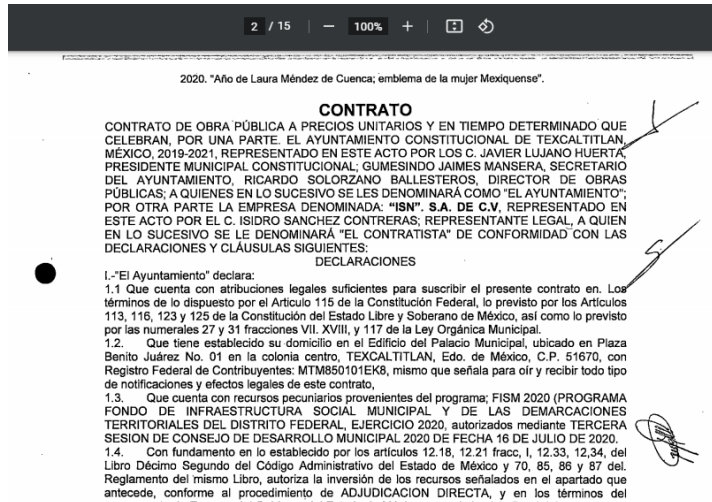 2 / 15 — 100% +
2020. "Año de Laura Méndez de Cuenca; emblema de la mujer Mexiquense".
CONTRATO
CONTRATO DE OBRA PÚBLICA A PRECIOS UNITARIOS Y EN TIEMPO DETERMINADO QUE
CELEBRAN, POR UNA PARTE. EL AYUNTAMIENTO CONSTITUCIONAL DE TEXCALTITLAN,
MÉXICO, 2019-2021, REPRESENTADO EN ESTE ACTO POR LOS C. JAVIER LUJANO HUERTA,
PRESIDENTE MUNICIPAL CONSTITUCIONAL; GUMESINDO JAIMES MANSERA, SECRETARIO
DEL AYUNTAMIENTO, RICARDO SOLORZANO BALLESTEROS, DIRECTOR DE OBRAS
PÚBLICAS; A QUIENES EN LO SUCESIVO SE LES DENOMINARÁ COMO "EL AYUNTAMIENTO";
POR OTRA PARTE LA EMPRESA DENOMINADA: "ISN". S.A. DE C.V, REPRESENTADO EN
ESTE ACTO POR EL C. ISIDRO SANCHEZ CONTRERAS; REPRESENTANTE LEGAL, A QUIEN
EN LO SUCESIVO SE LE DENOMINARÁ "EL CONTRATISTA" DE CONFORMIDAD CON LAS
DECLARACIONES Y CLÁUSULAS SIGUIENTES:
DECLARACIONES
I.-"El Ayuntamiento" declara:
1.1 Que cuenta con atribuciones legales suficientes para suscribir el presente contrato en. Los
términos de lo dispuesto por el Articulo 115 de la Constitución Federal, lo previsto por los Artículos
113, 116, 123 y 125 de la Constitución del Estado Libre y Soberano de México, así como lo previsto
por las numerales 27 y 31 fracciones VII. XVIII, y 117 de la Ley Orgánica Municipal.
1.2. Que tiene establecido su domicilio en el Edificio del Palacio Municipal, ubicado en Plaza
Benito Juárez No. 01 en la colonia centro, TEXCALTITLAN, Edo. de México, C.P. 51670, con
Registro Federal de Contribuyentes: MTM850101EK8, mismo que señala para oír y recibir todo tipo
de notificaciones y efectos legales de este contrato,
1.3. Que cuenta con recursos pecuniarios provenientes del programa; FISM 2020 (PROGRAMA
FONDO DE INFRAESTRUCTURA SOCIAL MUNICIPAL Y DE LAS DEMARCACIONES
TERRITORIALES DEL DISTRITO FEDERAL, EJERCICIO 2020, autorizados mediante TERCERA
SESION DE CONSEJO DE DESARROLLO MUNICIPAL 2020 DE FECHA 16 DE JULIO DE 2020.
1.4. Con fundamento en lo establecido por los artículos 12.18, 12.21 fracc, I, 12.33, 12,34, del
Libro Décimo Segundo del Código Administrativo del Estado de México y 70, 85, 86 y 87 del.
Reglamento del mismo Libro, autoriza la inversión de los recursos señalados en el apartado que
antecede, conforme al procedimiento de ADJUDICACION DIRECTA, y en los términos del